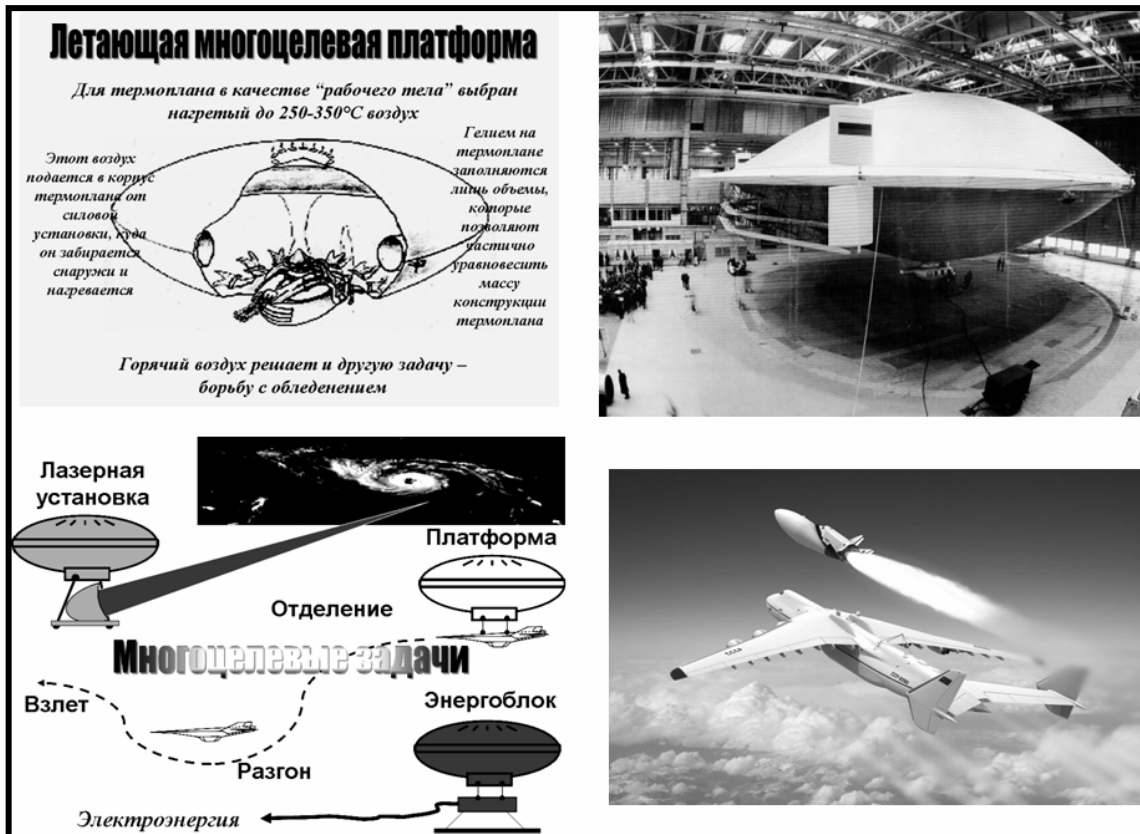 Летающая многоцелевая платформа
Для термоплана в качестве “рабочего тела” выбран
нагретый до 250-350°С воздух
Этот воздух
подается в корпус
термоплана от
силовой
установки, куда
он забирается
снаружи и
нагревается
Гелием на
термоплане
заполняются
лишь объемы,
которые
позволяют
частично
уравновесить
массу
конструкции
термоплана
Горячий воздух решает и другую задачу –
борьбу с обледенением
Лазерная
установка
Платформа
Отделение
Многоцелевые задачи
Взлет
Разгон
Энергоблок
Электроэнергия
СССР